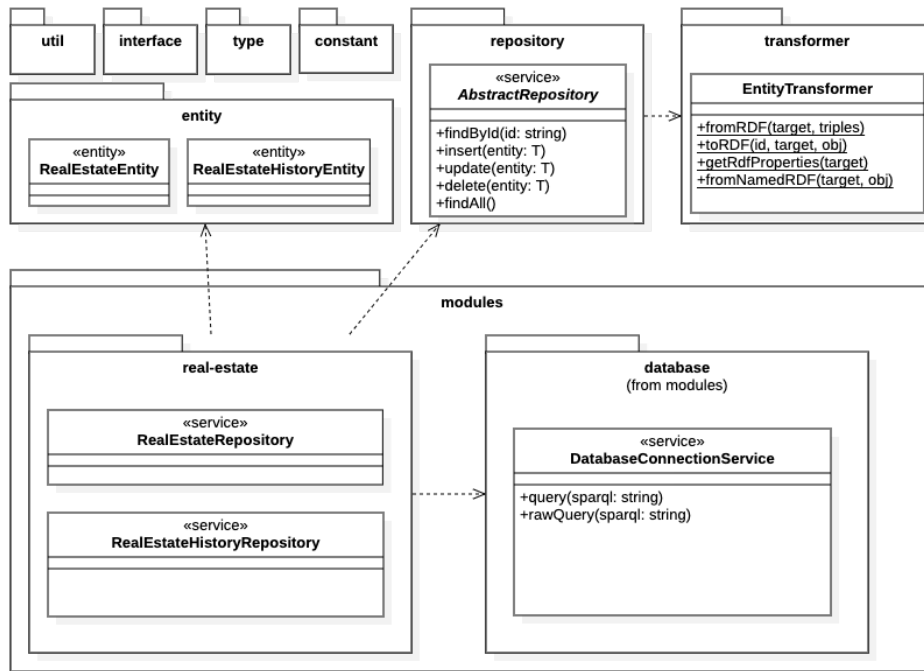 util
interface
type
constant
repository
transformer
«service»
AbstractRepository
+findById(id: string)
+insert(entity: T)
+update(entity: T)
+delete(entity: T)
+findAll()
EntityTransformer
+fromRDF(target, triples)
+toRDF(id, target, obj)
+getRdfProperties(target)
+fromNamedRDF(target, obj)
entity
«entity»
RealEstateEntity
«entity»
RealEstateHistoryEntity
modules
real-estate
«service»
RealEstateRepository
«service»
RealEstateHistoryRepository
database
(from modules)
«service»
DatabaseConnectionService
+query(sparql: string)
+rawQuery(sparql: string)